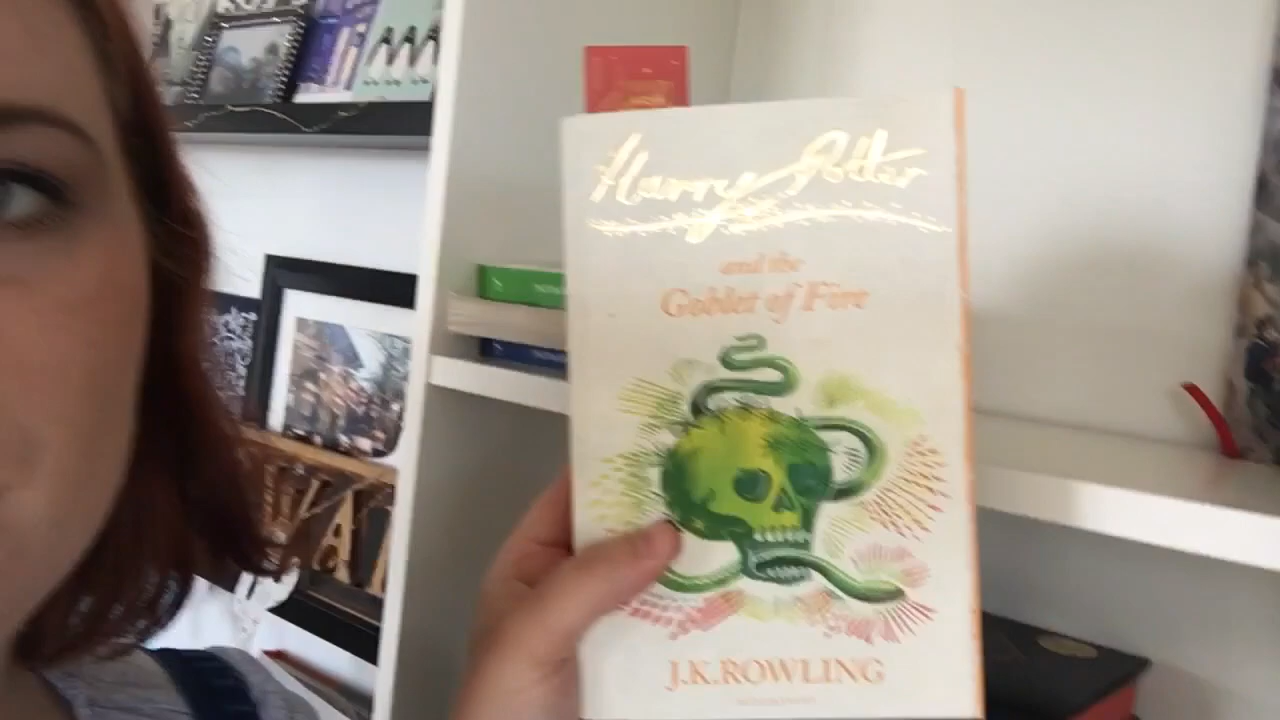 Harry Potter
and the
Goblet of Fire
J.K.ROWLING